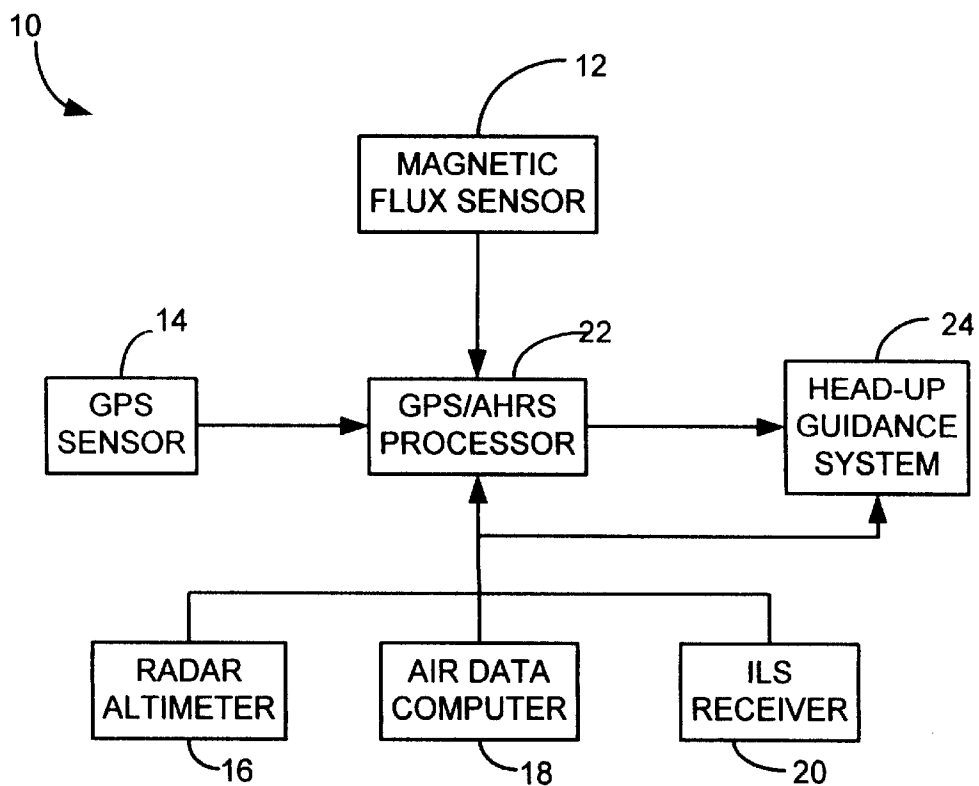 10
12
MAGNETIC
FLUX SENSOR
14
22
24
GPS
SENSOR
GPS/AHRS
PROCESSOR
HEAD-UP
GUIDANCE
SYSTEM
RADAR
ALTIMETER
AIR DATA
COMPUTER
ILS
RECEIVER
16
18
20